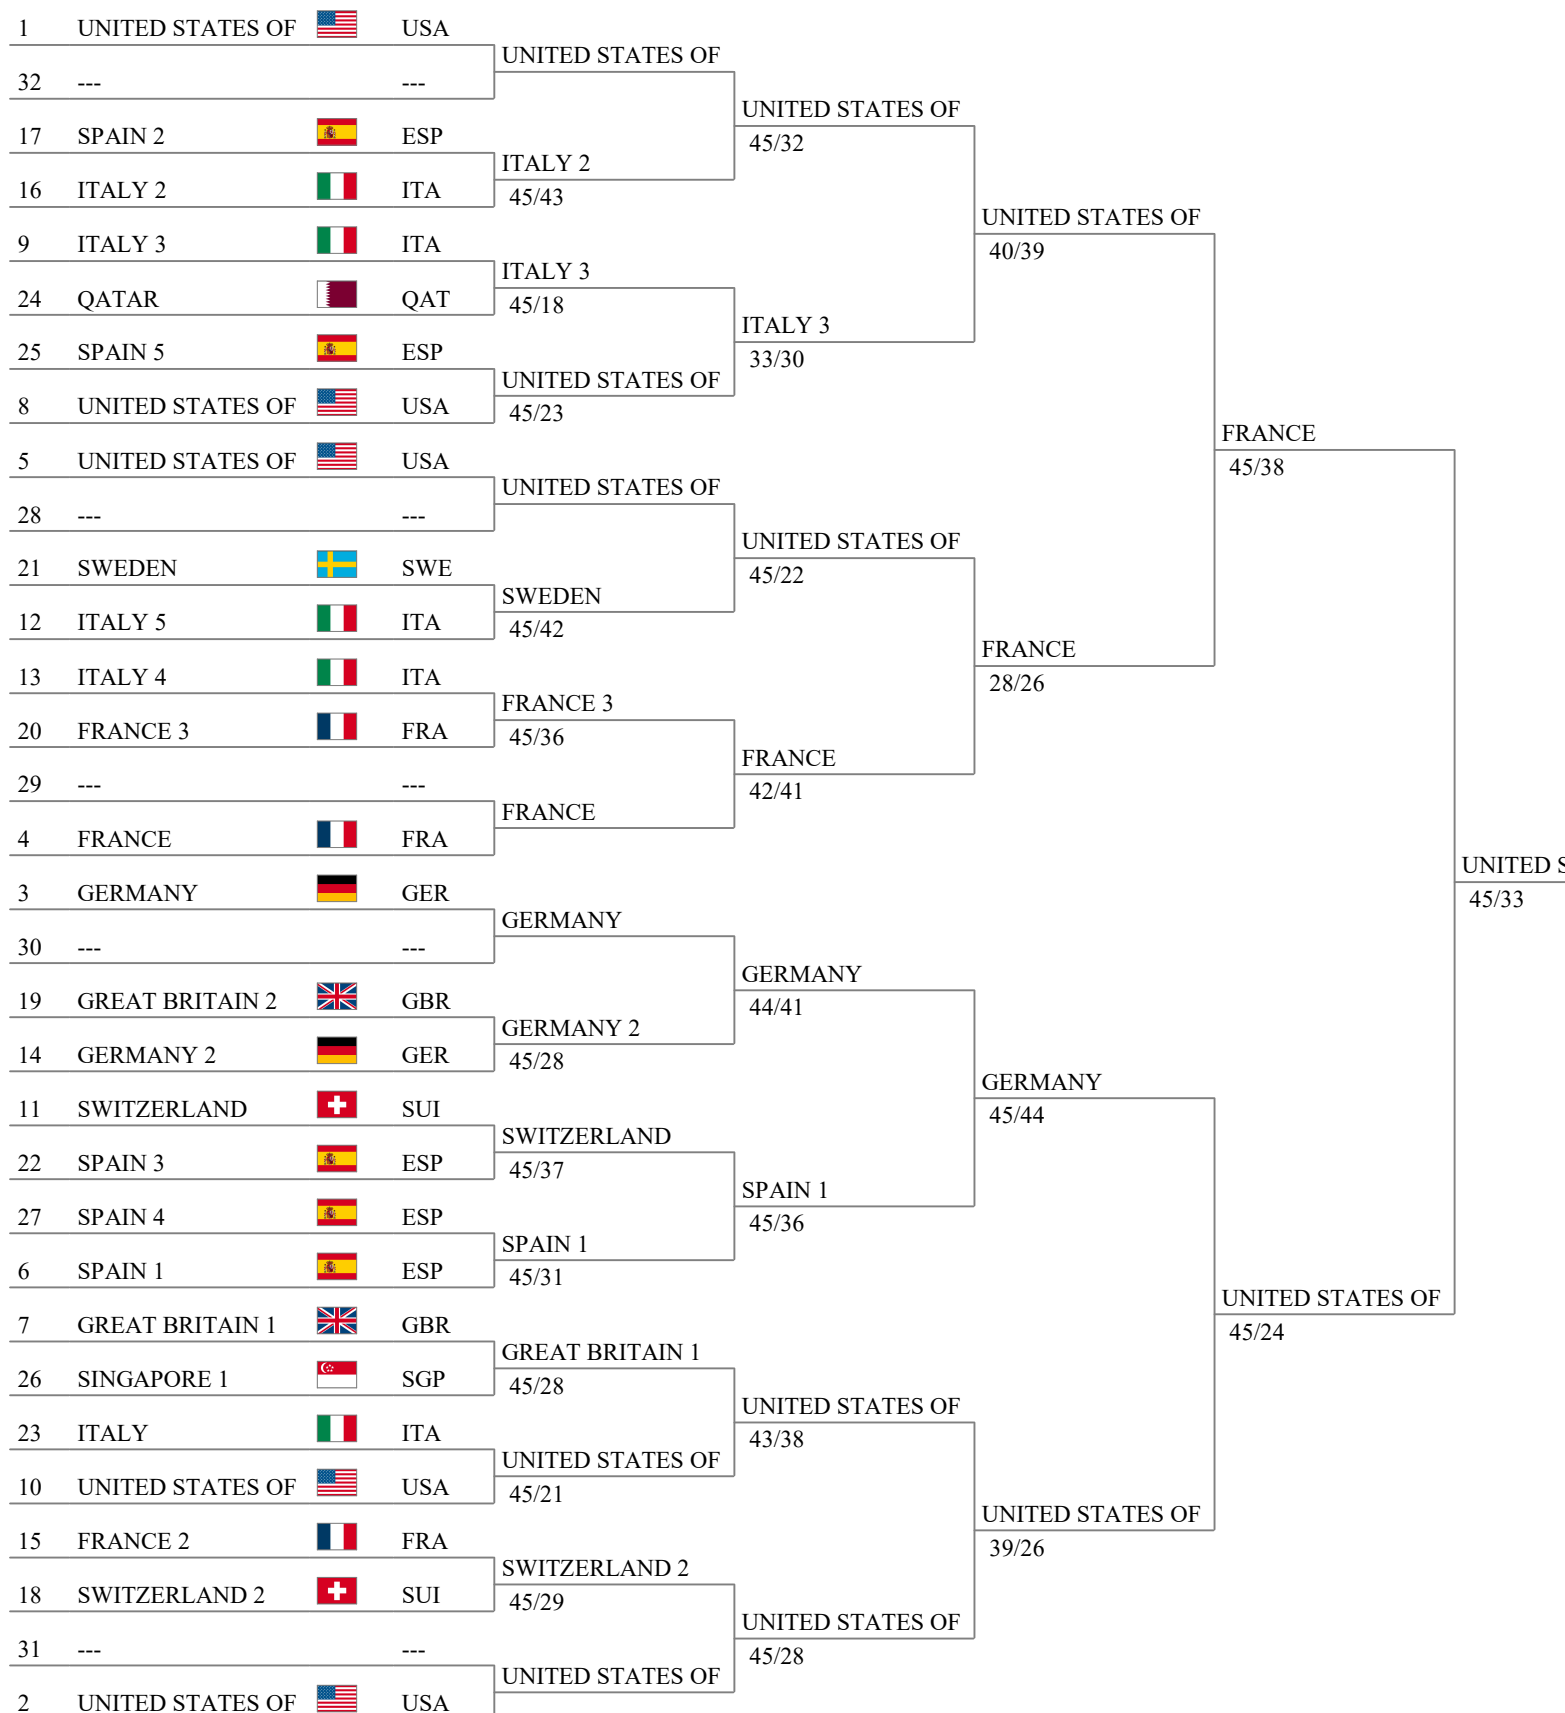 1 UNITED STATES OF USA
UNITED STATES OF
32 --- ---
UNITED STATES OF
45/32
17 SPAIN 2 ESP
ITALY 2
45/43
16 ITALY 2 ITA
UNITED STATES OF
40/39
9 ITALY 3 ITA
ITALY 3
45/18
24 QATAR QAT
ITALY 3
33/30
25 SPAIN 5 ESP
UNITED STATES OF
45/23
8 UNITED STATES OF USA
FRANCE
45/38
5 UNITED STATES OF USA
UNITED STATES OF
28 --- ---
UNITED STATES OF
45/22
21 SWEDEN SWE
SWEDEN
45/42
12 ITALY 5 ITA
FRANCE
28/26
13 ITALY 4 ITA
FRANCE 3
45/36
20 FRANCE 3 FRA
FRANCE
42/41
29 --- ---
FRANCE
4 FRANCE FRA
UNITED S
45/33
3 GERMANY GER
GERMANY
30 --- ---
GERMANY
44/41
19 GREAT BRITAIN 2 GBR
GERMANY 2
45/28
14 GERMANY 2 GER
GERMANY
45/44
11 SWITZERLAND SUI
SWITZERLAND
45/37
22 SPAIN 3 ESP
SPAIN 1
45/36
27 SPAIN 4 ESP
SPAIN 1
45/31
6 SPAIN 1 ESP
UNITED STATES OF
45/24
7 GREAT BRITAIN 1 GBR
GREAT BRITAIN 1
45/28
26 SINGAPORE 1 SGP
UNITED STATES OF
43/38
23 ITALY ITA
UNITED STATES OF
45/21
10 UNITED STATES OF USA
UNITED STATES OF
39/26
15 FRANCE 2 FRA
SWITZERLAND 2
45/29
18 SWITZERLAND 2 SUI
UNITED STATES OF
45/28
31 --- ---
UNITED STATES OF
2 UNITED STATES OF USA